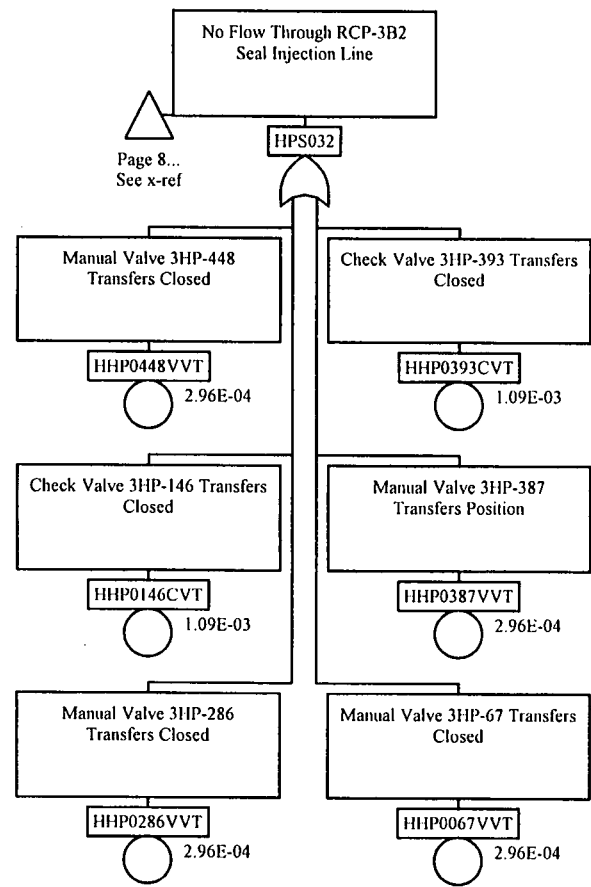 No Flow Through RCP-3B2
Seal Injection Line
HPS032
Page 8...
See x-ref
Manual Valve 3HP-448
Transfers Closed
HHP0448VVT
2.96E-04
Check Valve 3HP-393 Transfers
Closed
HHP0393CVT
1.09E-03
Check Valve 3HP-146 Transfers
Closed
HHP0146CVT
1.09E-03
Manual Valve 3HP-387
Transfers Position
HHP0387VVT
2.96E-04
Manual Valve 3HP-286
Transfers Closed
HHP0286VVT
2.96E-04
Manual Valve 3HP-67 Transfers
Closed
HHP0067VVT
2.96E-04